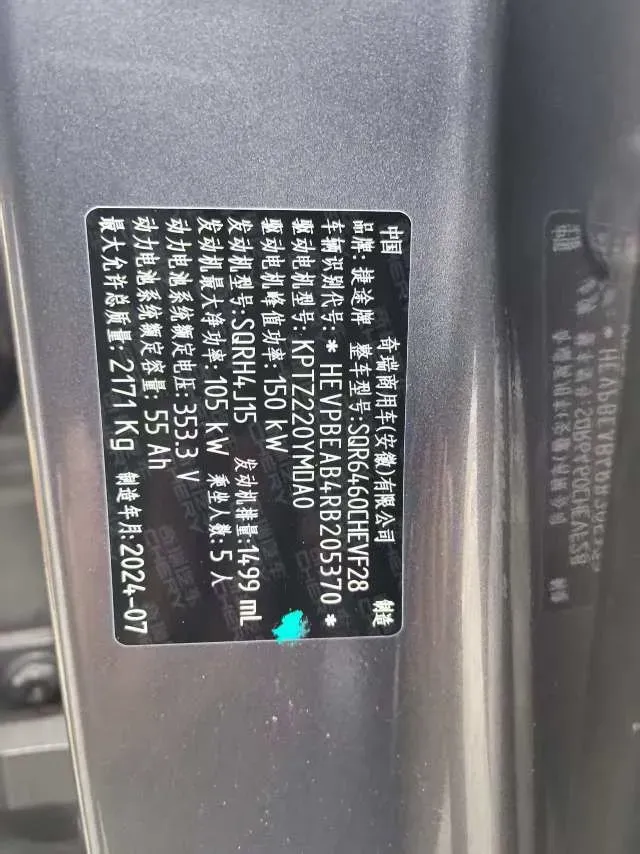 中国 奇瑞商用车(安徽)有限公司 制造
品牌: 捷途牌 整车型号:SQR6460CHEVF28
车辆识别代号:* HEVPBEAB4RB205370 *
驱动电机型号: KPTZ220YMDA0
驱动电机峰值功率: 150 kW
发动机型号:SQRH4J15 发动机排量:1499 mL
发动机最大净功率: 105 kW 乘坐人数: 5 人
动力电池系统额定电压: 353.3 V
动力电池系统额定容量: 55 Ah
最大允许总质量: 2171 Kg 制造年月:2024-07